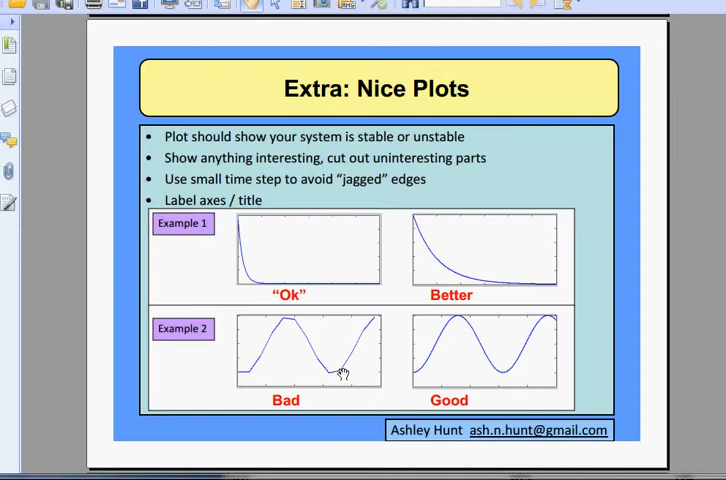 Extra: Nice Plots
• Plot should show your system is stable or unstable
• Show anything interesting, cut out uninteresting parts
• Use small time step to avoid “jagged” edges
• Label axes / title
Example 1
“Ok”
Better
Example 2
Bad
Good
Ashley Hunt ash.n.hunt@gmail.com